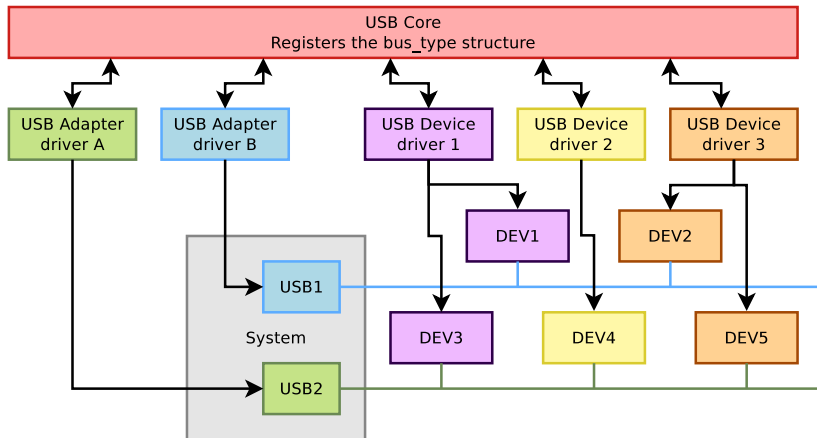 USB Core
Registers the bus_type structure
USB Adapter
driver A
USB Adapter
driver B
USB Device
driver 1
USB Device
driver 2
USB Device
driver 3
DEV1
DEV2
USB1
System
DEV3
DEV4
DEV5
USB2